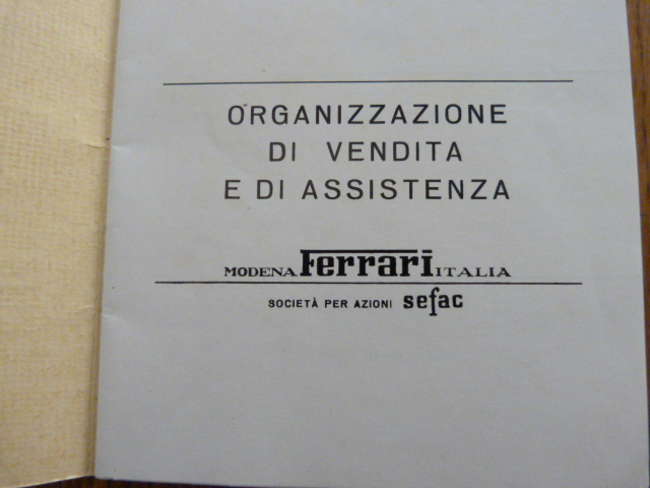 ORGANIZZAZIONE
DI VENDITA
E DI ASSISTENZA
MODENA Ferrari ITALIA
SOCIETÀ PER AZIONI sefac